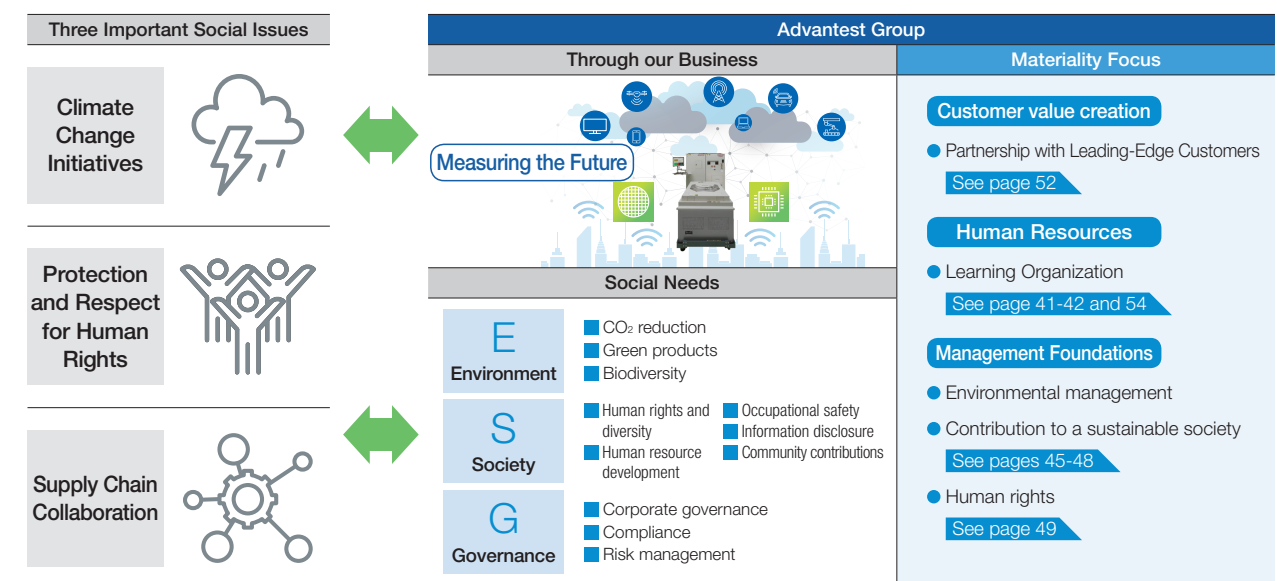 Three Important Social Issues
Climate
Change
Initiatives
Protection
and Respect
for Human
Rights
Supply Chain
Collaboration
Advantest Group
Through our Business
Measuring the Future
Social Needs
E
Environment
CO₂ reduction
Green products
Biodiversity
S
Society
Human rights and
diversity
Human resource
development
Occupational safety
Information disclosure
Community contributions
G
Governance
Corporate governance
Compliance
Risk management
Materiality Focus
Customer value creation
Partnership with Leading-Edge Customers
See page 52
Human Resources
Learning Organization
See page 41-42 and 54
Management Foundations
Environmental management
Contribution to a sustainable society
See pages 45-48
Human rights
See page 49